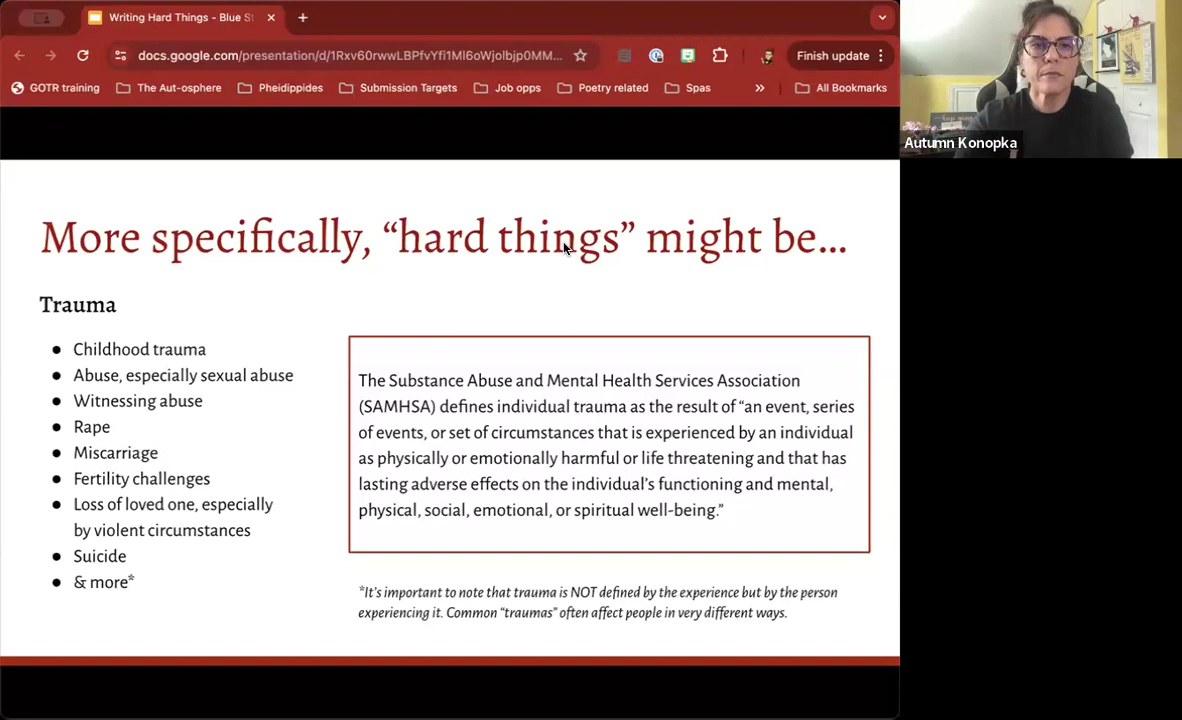 Writing Hard Things - Blue St
docs.google.com/presentation/d/1Rxv60rwwLBPfvYfi1Ml6oWjolbjp0MM...
Finish update
GOTR training
The Aut-osphere
Pheidippides
Submission Targets
Job opps
Poetry related
Spas
»
All Bookmarks
Autumn Konopka
More specifically, “hard things” might be...
Trauma
● Childhood trauma
● Abuse, especially sexual abuse
● Witnessing abuse
● Rape
● Miscarriage
● Fertility challenges
● Loss of loved one, especially
by violent circumstances
● Suicide
● & more*
The Substance Abuse and Mental Health Services Association
(SAMHSA) defines individual trauma as the result of “an event, series
of events, or set of circumstances that is experienced by an individual
as physically or emotionally harmful or life threatening and that has
lasting adverse effects on the individual’s functioning and mental,
physical, social, emotional, or spiritual well-being.”
*It’s important to note that trauma is NOT defined by the experience but by the person
experiencing it. Common “traumas” often affect people in very different ways.